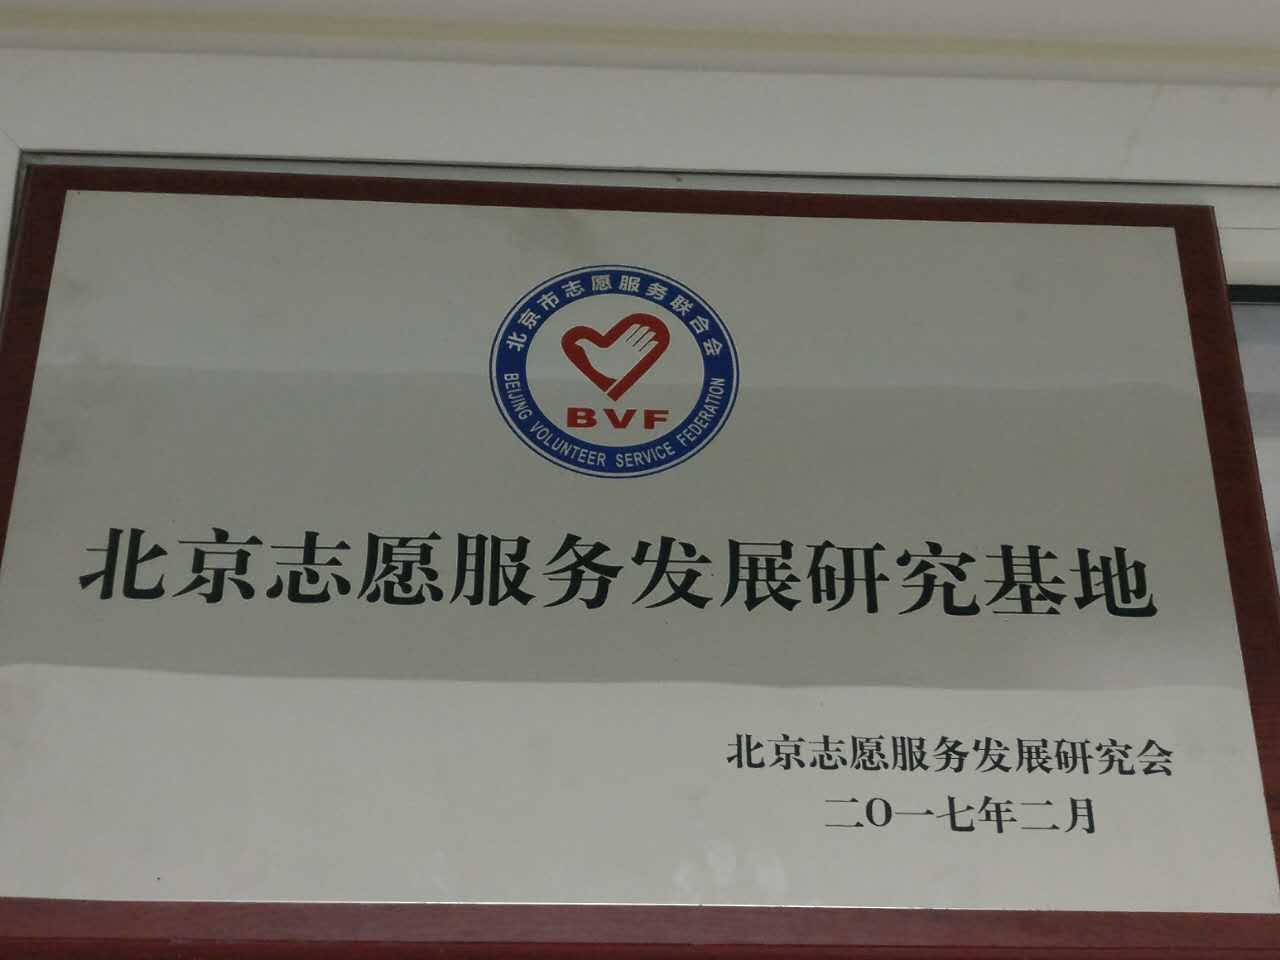 北京市志愿服务联合会
BVF
BEIJING VOLUNTEER SERVICE FEDERATION
北京志愿服务发展研究基地
北京志愿服务发展研究会
二〇一七年二月